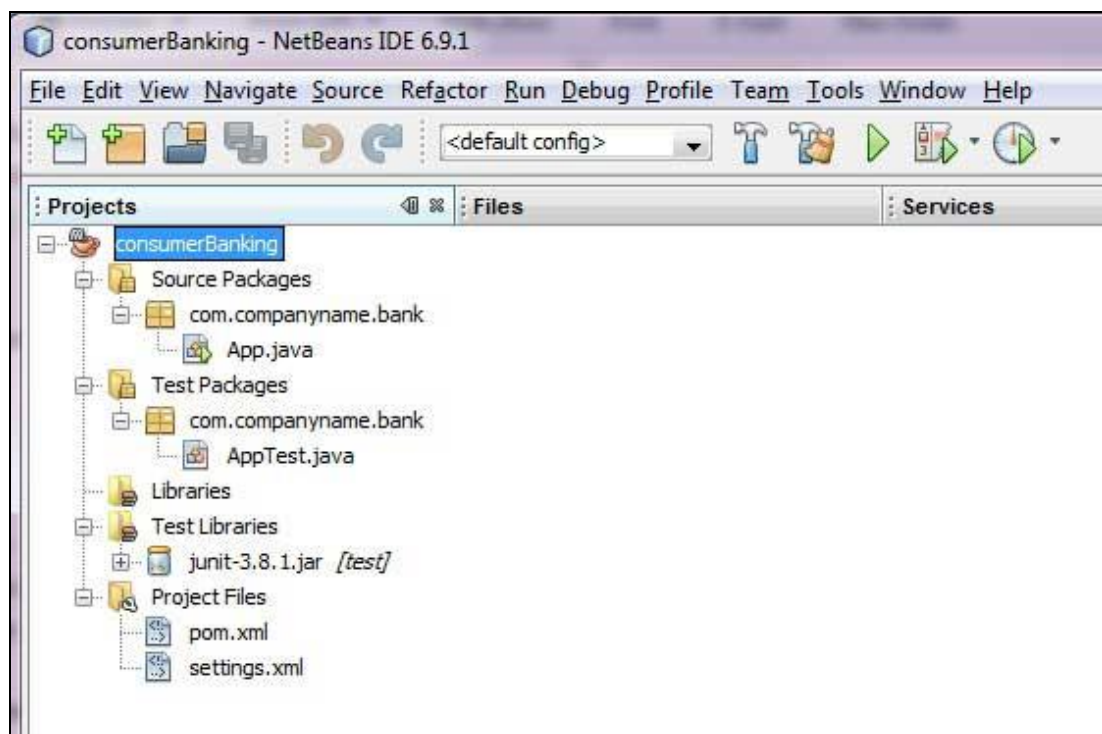 consumerBanking - NetBeans IDE 6.9.1
File Edit View Navigate Source Refactor Run Debug Profile Team Tools Window Help
<default config>
Projects Files Services
consumerBanking
Source Packages
com.companyname.bank
App.java
Test Packages
com.companyname.bank
AppTest.java
Libraries
Test Libraries
junit-3.8.1.jar [test]
Project Files
pom.xml
settings.xml